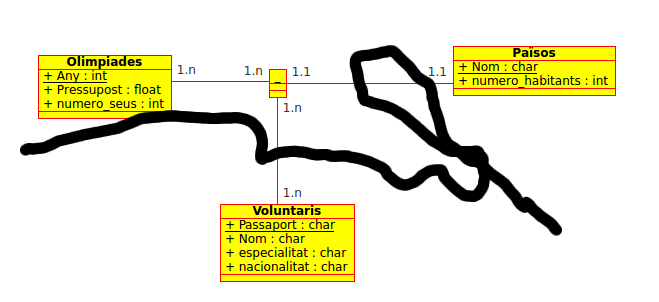 Olimpiades
+ Any : int
+ Pressupost : float
+ numero_seus : int
1.n
1.n
1.1
1.1
Països
+ Nom : char
+ numero_habitants : int
1.n
1.n
Voluntaris
+ Passaport : char
+ Nom : char
+ especialitat : char
+ nacionalitat : char